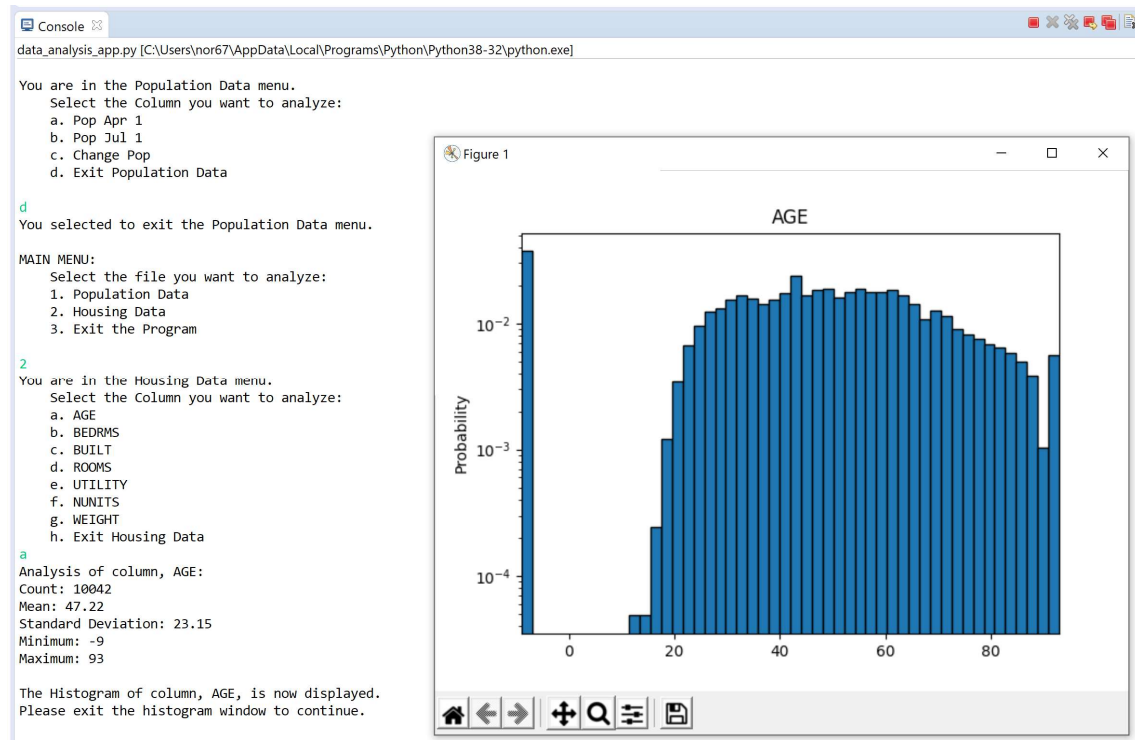 Console
data_analysis_app.py [C:\Users\nor67\AppData\Local\Programs\Python\Python38-32\python.exe]
You are in the Population Data menu.
Select the Column you want to analyze:
a. Pop Apr 1
b. Pop Jul 1
c. Change Pop
d. Exit Population Data
d
You selected to exit the Population Data menu.
MAIN MENU:
Select the file you want to analyze:
1. Population Data
2. Housing Data
3. Exit the Program
2
You are in the Housing Data menu.
Select the Column you want to analyze:
a. AGE
b. BEDRMS
c. BUILT
d. ROOMS
e. UTILITY
f. NUNITS
g. WEIGHT
h. Exit Housing Data
a
Analysis of column, AGE:
Count: 10042
Mean: 47.22
Standard Deviation: 23.15
Minimum: -9
Maximum: 93
The Histogram of column, AGE, is now displayed.
Please exit the histogram window to continue.
Figure 1
AGE
Probability
10⁻²
10⁻³
10⁻⁴
0 20 40 60 80